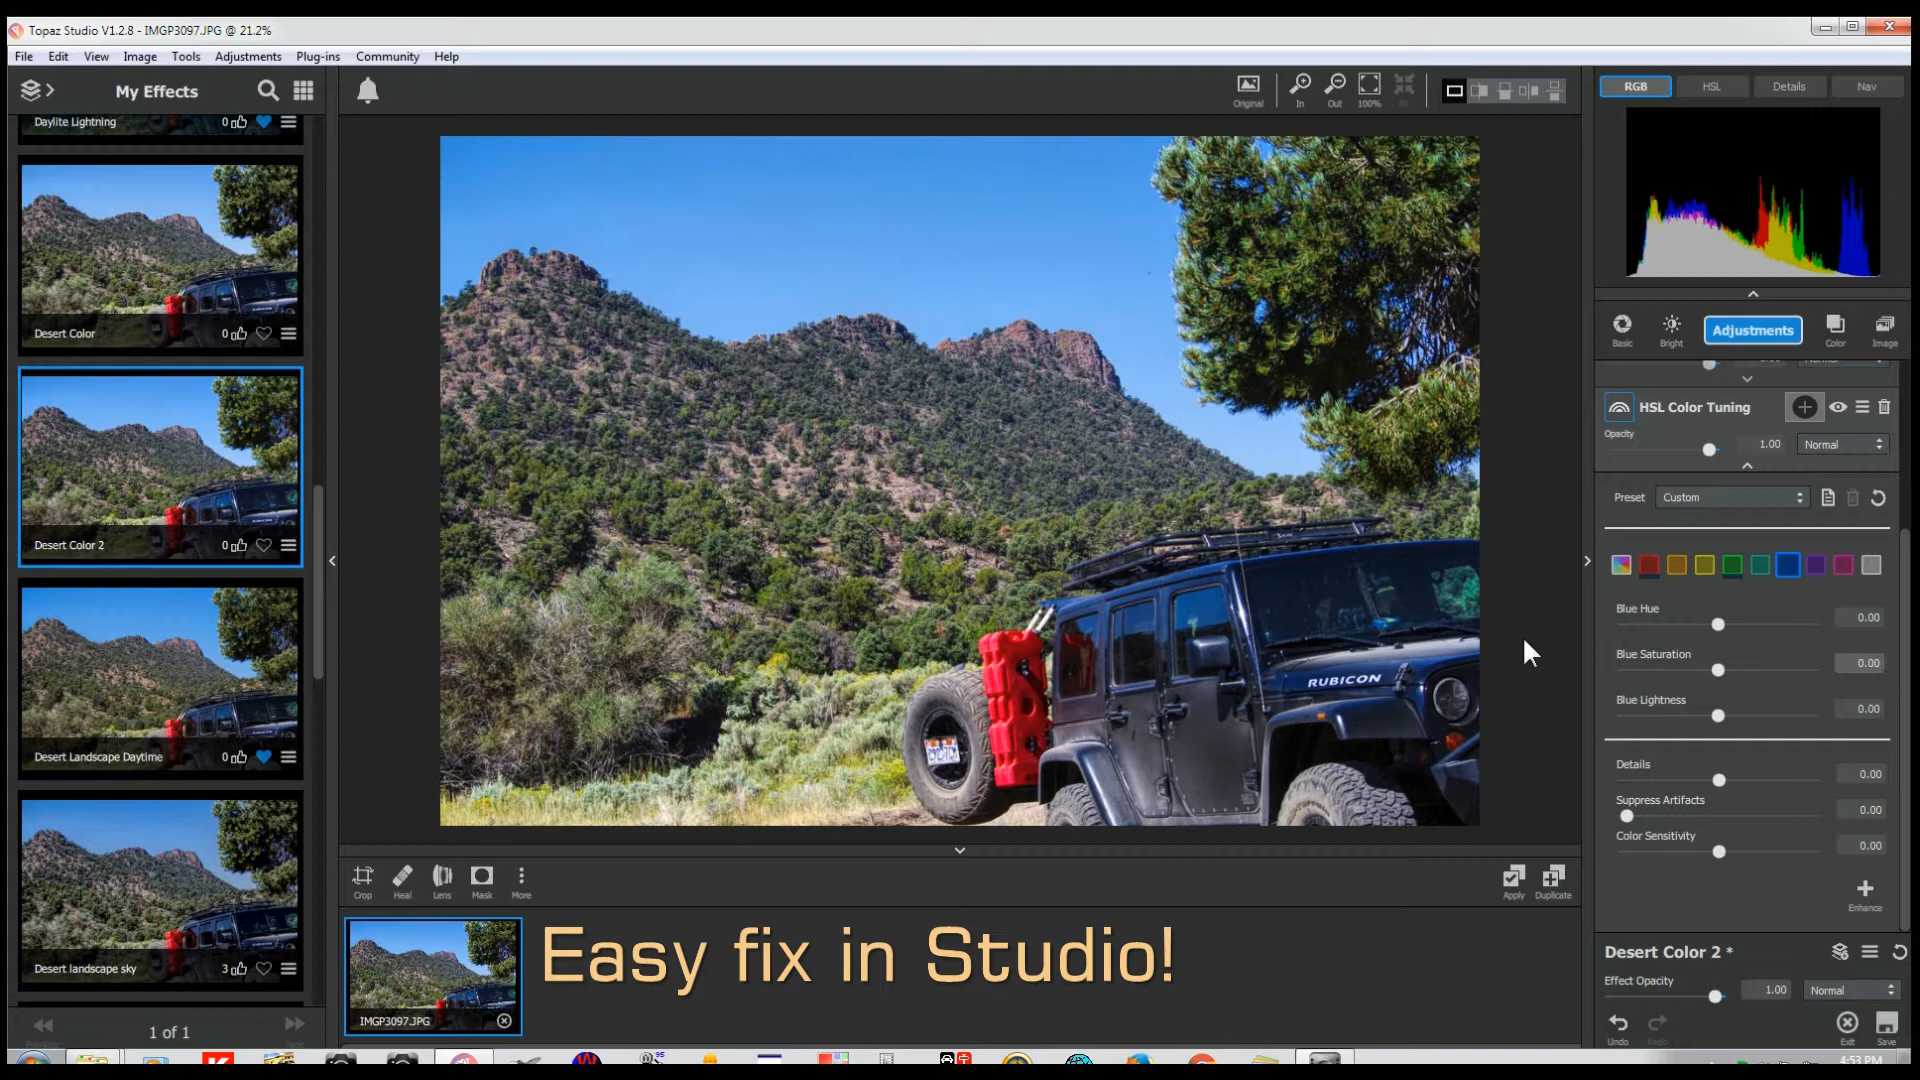 Topaz Studio V1.2.8 - IMGP3097.JPG @ 21.2%
File Edit View Image Tools Adjustments Plug-ins Community Help
My Effects
Daylite Lightning 0
Desert Color 0
Desert Color 2 0
Desert Landscape Daytime 0
Desert landscape sky 3
1 of 1
Original In Out 100%
RUBICON
Crop Heal Lens Mask More
Apply Duplicate
IMGP3097.JPG
Easy fix in Studio!
RGB HSL Details Nav
Basic Bright Adjustments Color Image
HSL Color Tuning
Opacity 1.00 Normal
Preset Custom
Blue Hue 0.00
Blue Saturation 0.00
Blue Lightness 0.00
Details 0.00
Suppress Artifacts 0.00
Color Sensitivity 0.00
Enhance
Desert Color 2 *
Effect Opacity 1.00 Normal
Undo Redo Exit Save
4:53 PM